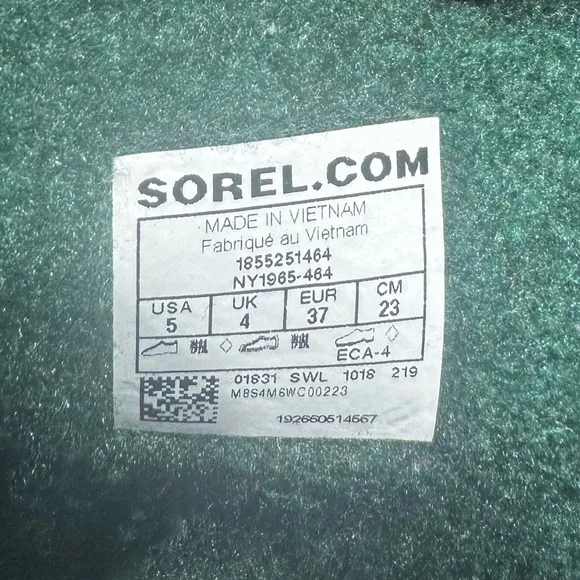 SOREL.COM
MADE IN VIETNAM
Fabriqué au Vietnam
1855251464
NY1965-464
USA UK EUR CM
5 4 37 23
ECA-4
01831 SWL 1018 219
MBS4M6WC00223
192660514567